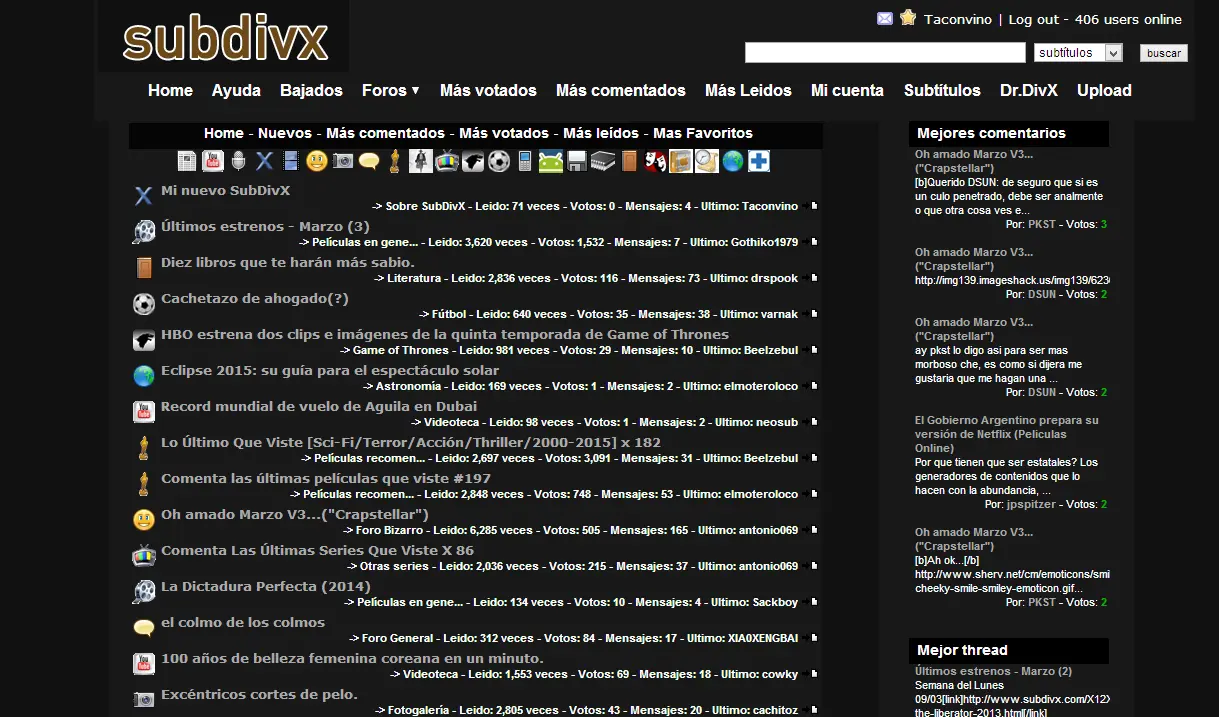 subdivx
Taconvino | Log out - 406 users online
subtítulos
buscar
Home Ayuda Bajados Foros ▼ Más votados Más comentados Más Leidos Mi cuenta Subtítulos Dr.DivX Upload
Home - Nuevos - Más comentados - Más votados - Más leídos - Mas Favoritos
Mi nuevo SubDivX
-> Sobre SubDivX - Leido: 71 veces - Votos: 0 - Mensajes: 4 - Ultimo: Taconvino
Últimos estrenos - Marzo (3)
-> Películas en gene... - Leido: 3,620 veces - Votos: 1,532 - Mensajes: 7 - Ultimo: Gothiko1979
Diez libros que te harán más sabio.
-> Literatura - Leido: 2,836 veces - Votos: 116 - Mensajes: 73 - Ultimo: drspook
Cachetazo de ahogado(?)
-> Fútbol - Leido: 640 veces - Votos: 35 - Mensajes: 38 - Ultimo: varnak
HBO estrena dos clips e imágenes de la quinta temporada de Game of Thrones
-> Game of Thrones - Leido: 981 veces - Votos: 29 - Mensajes: 10 - Ultimo: Beelzebul
Eclipse 2015: su guía para el espectáculo solar
-> Astronomía - Leido: 169 veces - Votos: 1 - Mensajes: 2 - Ultimo: elmoteroloco
Record mundial de vuelo de Aguila en Dubai
-> Videoteca - Leido: 98 veces - Votos: 1 - Mensajes: 2 - Ultimo: neosub
Lo Último Que Viste [Sci-Fi/Terror/Acción/Thriller/2000-2015] x 182
-> Películas recomen... - Leido: 2,697 veces - Votos: 3,091 - Mensajes: 31 - Ultimo: Beelzebul
Comenta las últimas películas que viste #197
-> Películas recomen... - Leido: 2,848 veces - Votos: 748 - Mensajes: 53 - Ultimo: elmoteroloco
Oh amado Marzo V3...("Crapstellar")
-> Foro Bizarro - Leido: 6,285 veces - Votos: 505 - Mensajes: 165 - Ultimo: antonio069
Comenta Las Últimas Series Que Viste X 86
-> Otras series - Leido: 2,036 veces - Votos: 215 - Mensajes: 37 - Ultimo: antonio069
La Dictadura Perfecta (2014)
-> Películas en gene... - Leido: 134 veces - Votos: 10 - Mensajes: 4 - Ultimo: Sackboy
el colmo de los colmos
-> Foro General - Leido: 312 veces - Votos: 84 - Mensajes: 17 - Ultimo: XIA0XENGBAI
100 años de belleza femenina coreana en un minuto.
-> Videoteca - Leido: 1,553 veces - Votos: 69 - Mensajes: 18 - Ultimo: cowky
Excéntricos cortes de pelo.
-> Fotogalería - Leido: 2,805 veces - Votos: 43 - Mensajes: 20 - Ultimo: cachitoz
Mejores comentarios
Oh amado Marzo V3...
("Crapstellar")
[b]Querido DSUN: de seguro que si es
un culo penetrado, debe ser analmente
o que otra cosa ves e...
Por: PKST - Votos: 3
Oh amado Marzo V3...
("Crapstellar")
http://img139.imageshack.us/img139/623
Por: DSUN - Votos: 2
Oh amado Marzo V3...
("Crapstellar")
ay pkst lo digo asi para ser mas
morboso che, es como si dijera me
gustaria que me hagan una ...
Por: DSUN - Votos: 2
El Gobierno Argentino prepara su
versión de Netflix (Peliculas
Online)
Por que tienen que ser estatales? Los
generadores de contenidos que lo
hacen con la abundancia, ...
Por: jpspitzer - Votos: 2
Oh amado Marzo V3...
("Crapstellar")
[b]Ah ok...[/b]
http://www.sherv.net/cm/emoticons/smi
cheeky-smile-smiley-emoticon.gif...
Por: PKST - Votos: 2
Mejor thread
Últimos estrenos - Marzo (2)
Semana del Lunes
09/03[link]http://www.subdivx.com/X12X
the-liberator-2013.html[/link]